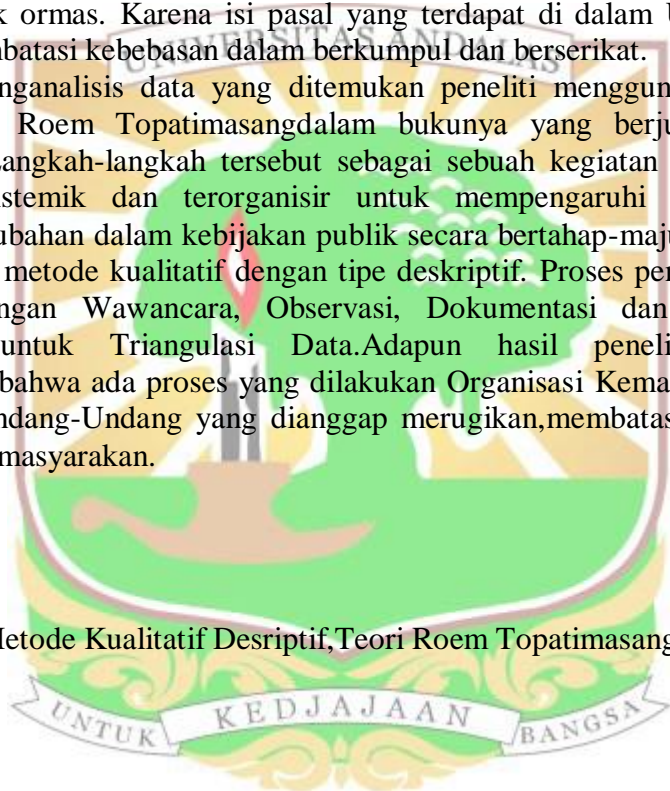 k ormas. Karena isi pasal yang terdapat di dalam
batasi kebebasan dalam berkumpul dan berserikat.
UNIVERSITAS ANDALAS
nganalisis data yang ditemukan peneliti menggun
Roem Topatimasangdalam bukunya yang berju
Langkah-langkah tersebut sebagai sebuah kegiatan
istemik dan terorganisir untuk mempengaruhi
ubahan dalam kebijakan publik secara bertahap-maju
metode kualitatif dengan tipe deskriptif. Proses pen
ngan Wawancara, Observasi, Dokumentasi dan
untuk Triangulasi Data.Adapun hasil peneli
bahwa ada proses yang dilakukan Organisasi Kema
ndang-Undang yang dianggap merugikan,membatas
masyarakan.
Metode Kualitatif Desriptif,Teori Roem Topatimasang
UNTUK KEDJAJAAN BANGSA